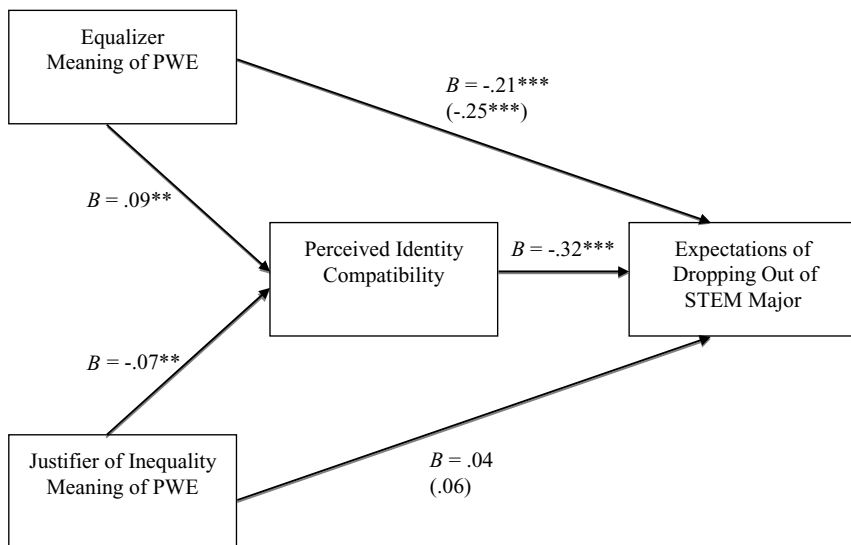 Equalizer
Meaning of PWE
B = -.21***
(-.25***)
B = .09**
Perceived Identity
Compatibility
B = -.32***
Expectations of
Dropping Out of
STEM Major
B = -.07**
Justifier of Inequality
Meaning of PWE
B = .04
(.06)